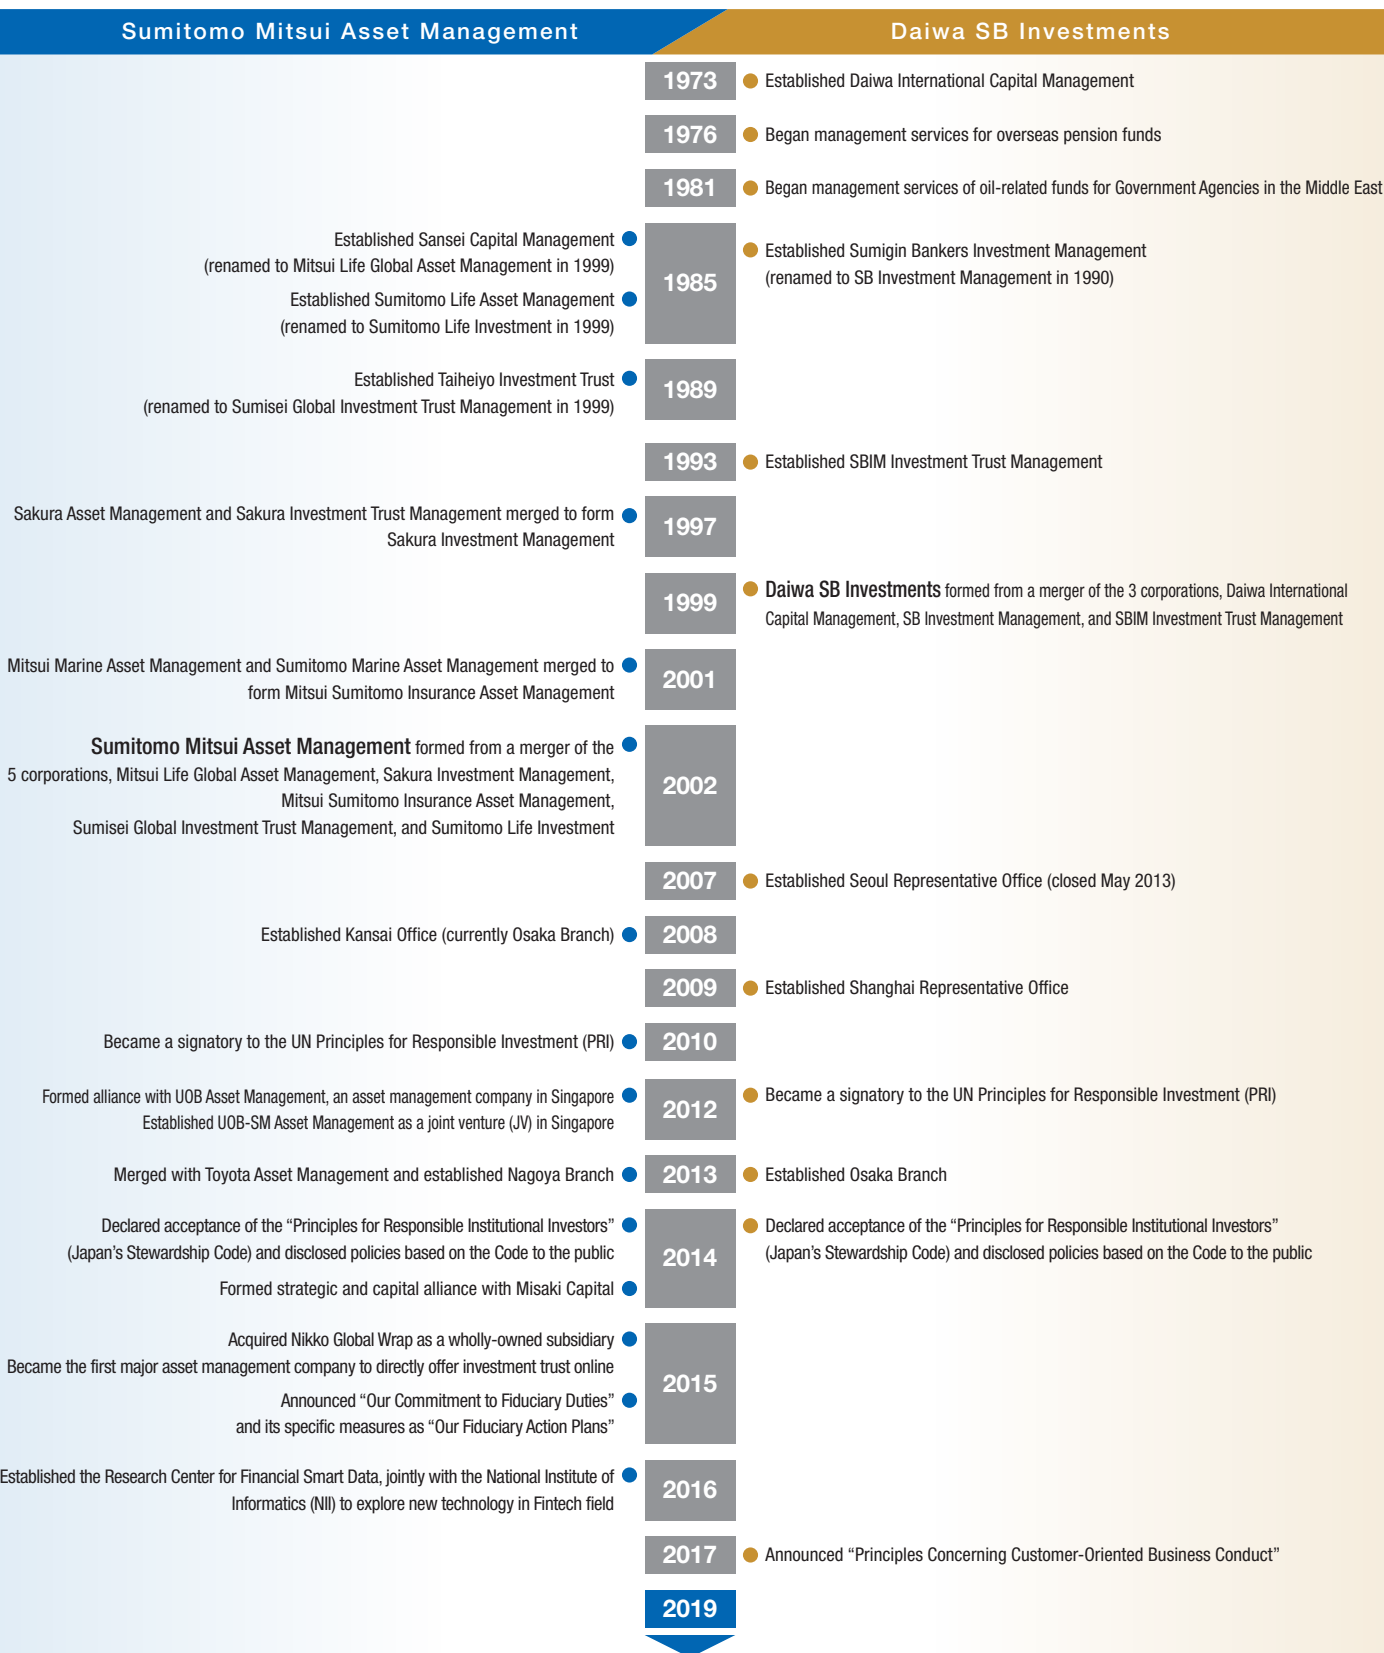 Sumitomo Mitsui Asset Management
Daiwa SB Investments
1973
Established Daiwa International Capital Management
1976
Began management services for overseas pension funds
1981
Began management services of oil-related funds for Government Agencies in the Middle East
Established Sansei Capital Management
(renamed to Mitsui Life Global Asset Management in 1999)
Established Sumitomo Life Asset Management
(renamed to Sumitomo Life Investment in 1999)
1985
Established Sumigin Bankers Investment Management
(renamed to SB Investment Management in 1990)
Established Taiheiyo Investment Trust
(renamed to Sumisei Global Investment Trust Management in 1999)
1989
1993
Established SBIM Investment Trust Management
Sakura Asset Management and Sakura Investment Trust Management merged to form
Sakura Investment Management
1997
1999
Daiwa SB Investments formed from a merger of the 3 corporations, Daiwa International
Capital Management, SB Investment Management, and SBIM Investment Trust Management
Mitsui Marine Asset Management and Sumitomo Marine Asset Management merged to
form Mitsui Sumitomo Insurance Asset Management
2001
Sumitomo Mitsui Asset Management formed from a merger of the
5 corporations, Mitsui Life Global Asset Management, Sakura Investment Management,
Mitsui Sumitomo Insurance Asset Management,
Sumisei Global Investment Trust Management, and Sumitomo Life Investment
2002
2007
Established Seoul Representative Office (closed May 2013)
Established Kansai Office (currently Osaka Branch)
2008
2009
Established Shanghai Representative Office
Became a signatory to the UN Principles for Responsible Investment (PRI)
2010
Formed alliance with UOB Asset Management, an asset management company in Singapore
Established UOB-SM Asset Management as a joint venture (JV) in Singapore
2012
Became a signatory to the UN Principles for Responsible Investment (PRI)
Merged with Toyota Asset Management and established Nagoya Branch
2013
Established Osaka Branch
Declared acceptance of the “Principles for Responsible Institutional Investors”
(Japan’s Stewardship Code) and disclosed policies based on the Code to the public
Formed strategic and capital alliance with Misaki Capital
2014
Declared acceptance of the “Principles for Responsible Institutional Investors”
(Japan’s Stewardship Code) and disclosed policies based on the Code to the public
Acquired Nikko Global Wrap as a wholly-owned subsidiary
Became the first major asset management company to directly offer investment trust online
Announced “Our Commitment to Fiduciary Duties”
and its specific measures as “Our Fiduciary Action Plans”
2015
Established the Research Center for Financial Smart Data, jointly with the National Institute of
Informatics (NII) to explore new technology in Fintech field
2016
2017
Announced “Principles Concerning Customer-Oriented Business Conduct”
2019